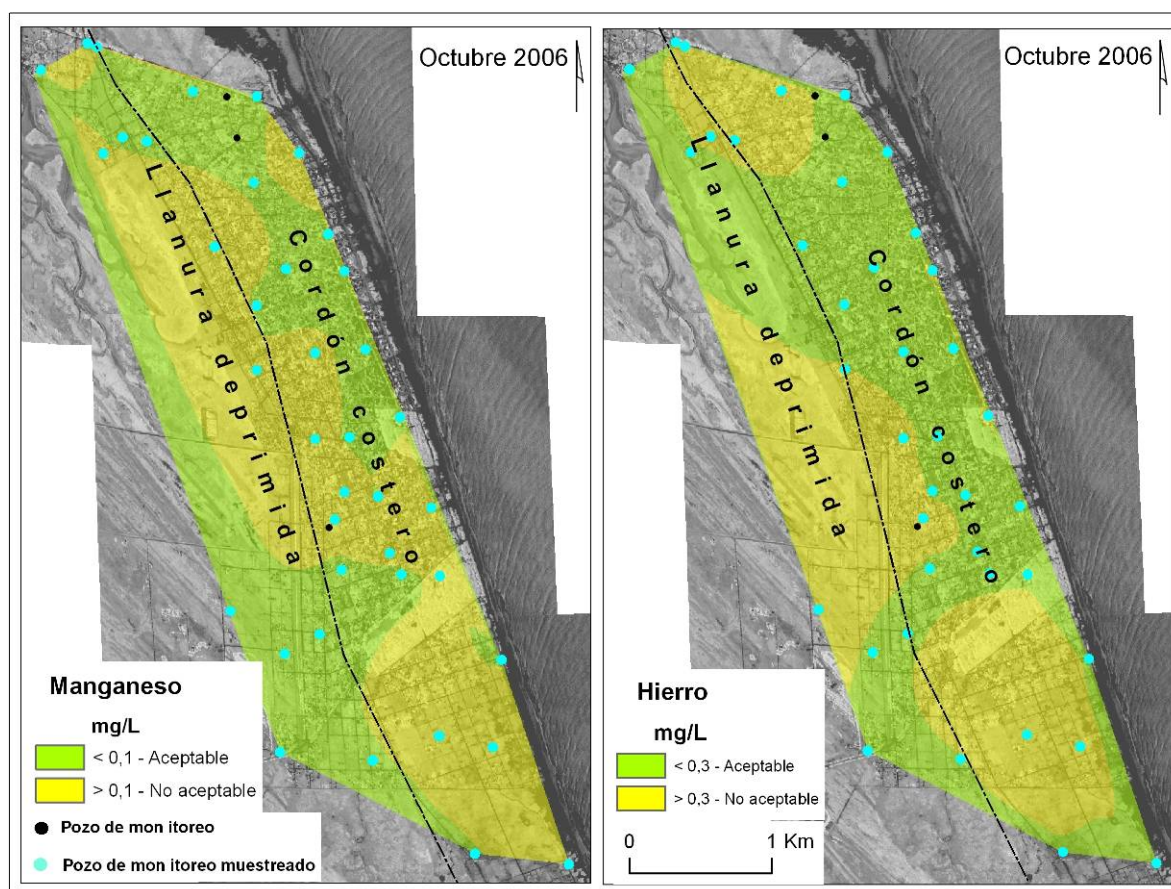 Octubre 2006
Llanura deprimida
Cordón costero
Manganeso
mg/L
< 0,1 - Aceptable
> 0,1 - No aceptable
Pozo de mon itoreo
Pozo de mon itoreo muestreado
Octubre 2006
Llanura deprimida
Cordón costero
Hierro
mg/L
< 0,3 - Aceptable
> 0,3 - No aceptable
0 1 Km